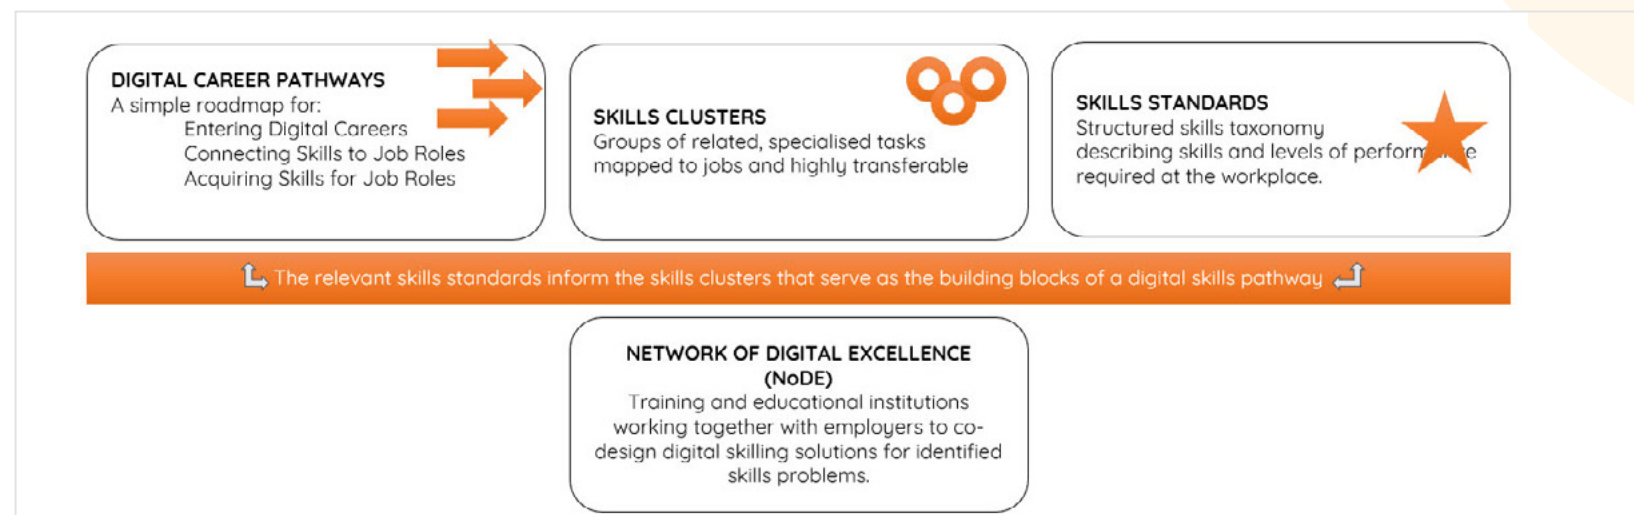 DIGITAL CAREER PATHWAYS
A simple roadmap for:
Entering Digital Careers
Connecting Skills to Job Roles
Acquiring Skills for Job Roles
SKILLS CLUSTERS
Groups of related, specialised tasks
mapped to jobs and highly transferable
SKILLS STANDARDS
Structured skills taxonomy
describing skills and levels of performance
required at the workplace.
The relevant skills standards inform the skills clusters that serve as the building blocks of a digital skills pathway
NETWORK OF DIGITAL EXCELLENCE
(NoDE)
Training and educational institutions
working together with employers to co-
design digital skilling solutions for identified
skills problems.